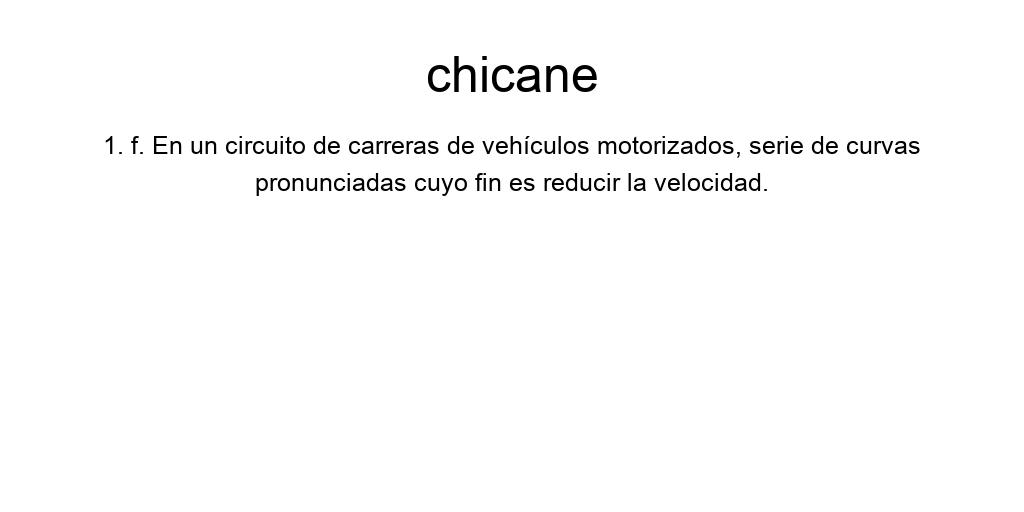 chicane
1. f. En un circuito de carreras de vehículos motorizados, serie de curvas
pronunciadas cuyo fin es reducir la velocidad.